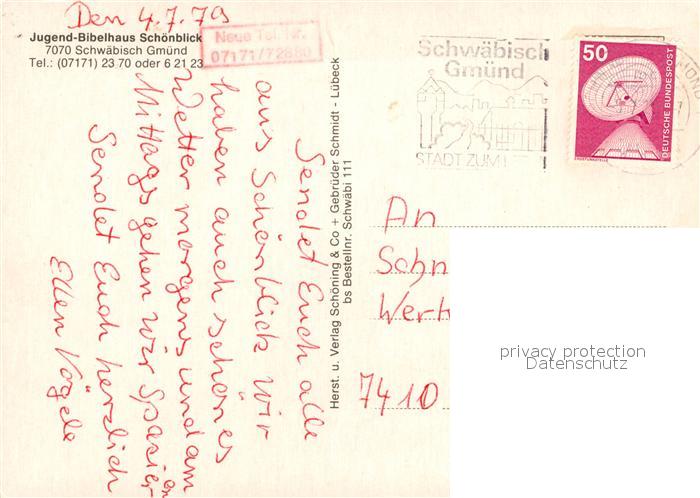 Den 4.7.79
Jugend-Bibelhaus Schönblick
7070 Schwäbisch Gmünd
Tel.: (07171) 23 70 oder 6 21 23
Neue Tel. Nr.
07171/72880
Sendet Euch alle
aus Schönblick wir
haben auch schönes
Wetter morgens und am
Mittags gehen wir Spazieren
Sendet Euch herzlich
Ellen Vögele
Herst. u. Verlag Schöning & Co + Gebrüder Schmidt - Lübeck
bs Bestellnr. Schwäbi 111
Schwäbisch
Gmünd
STADT ZUM
50
DEUTSCHE BUNDESPOST
An
Schn
Werk
7410
privacy protection
Datenschutz